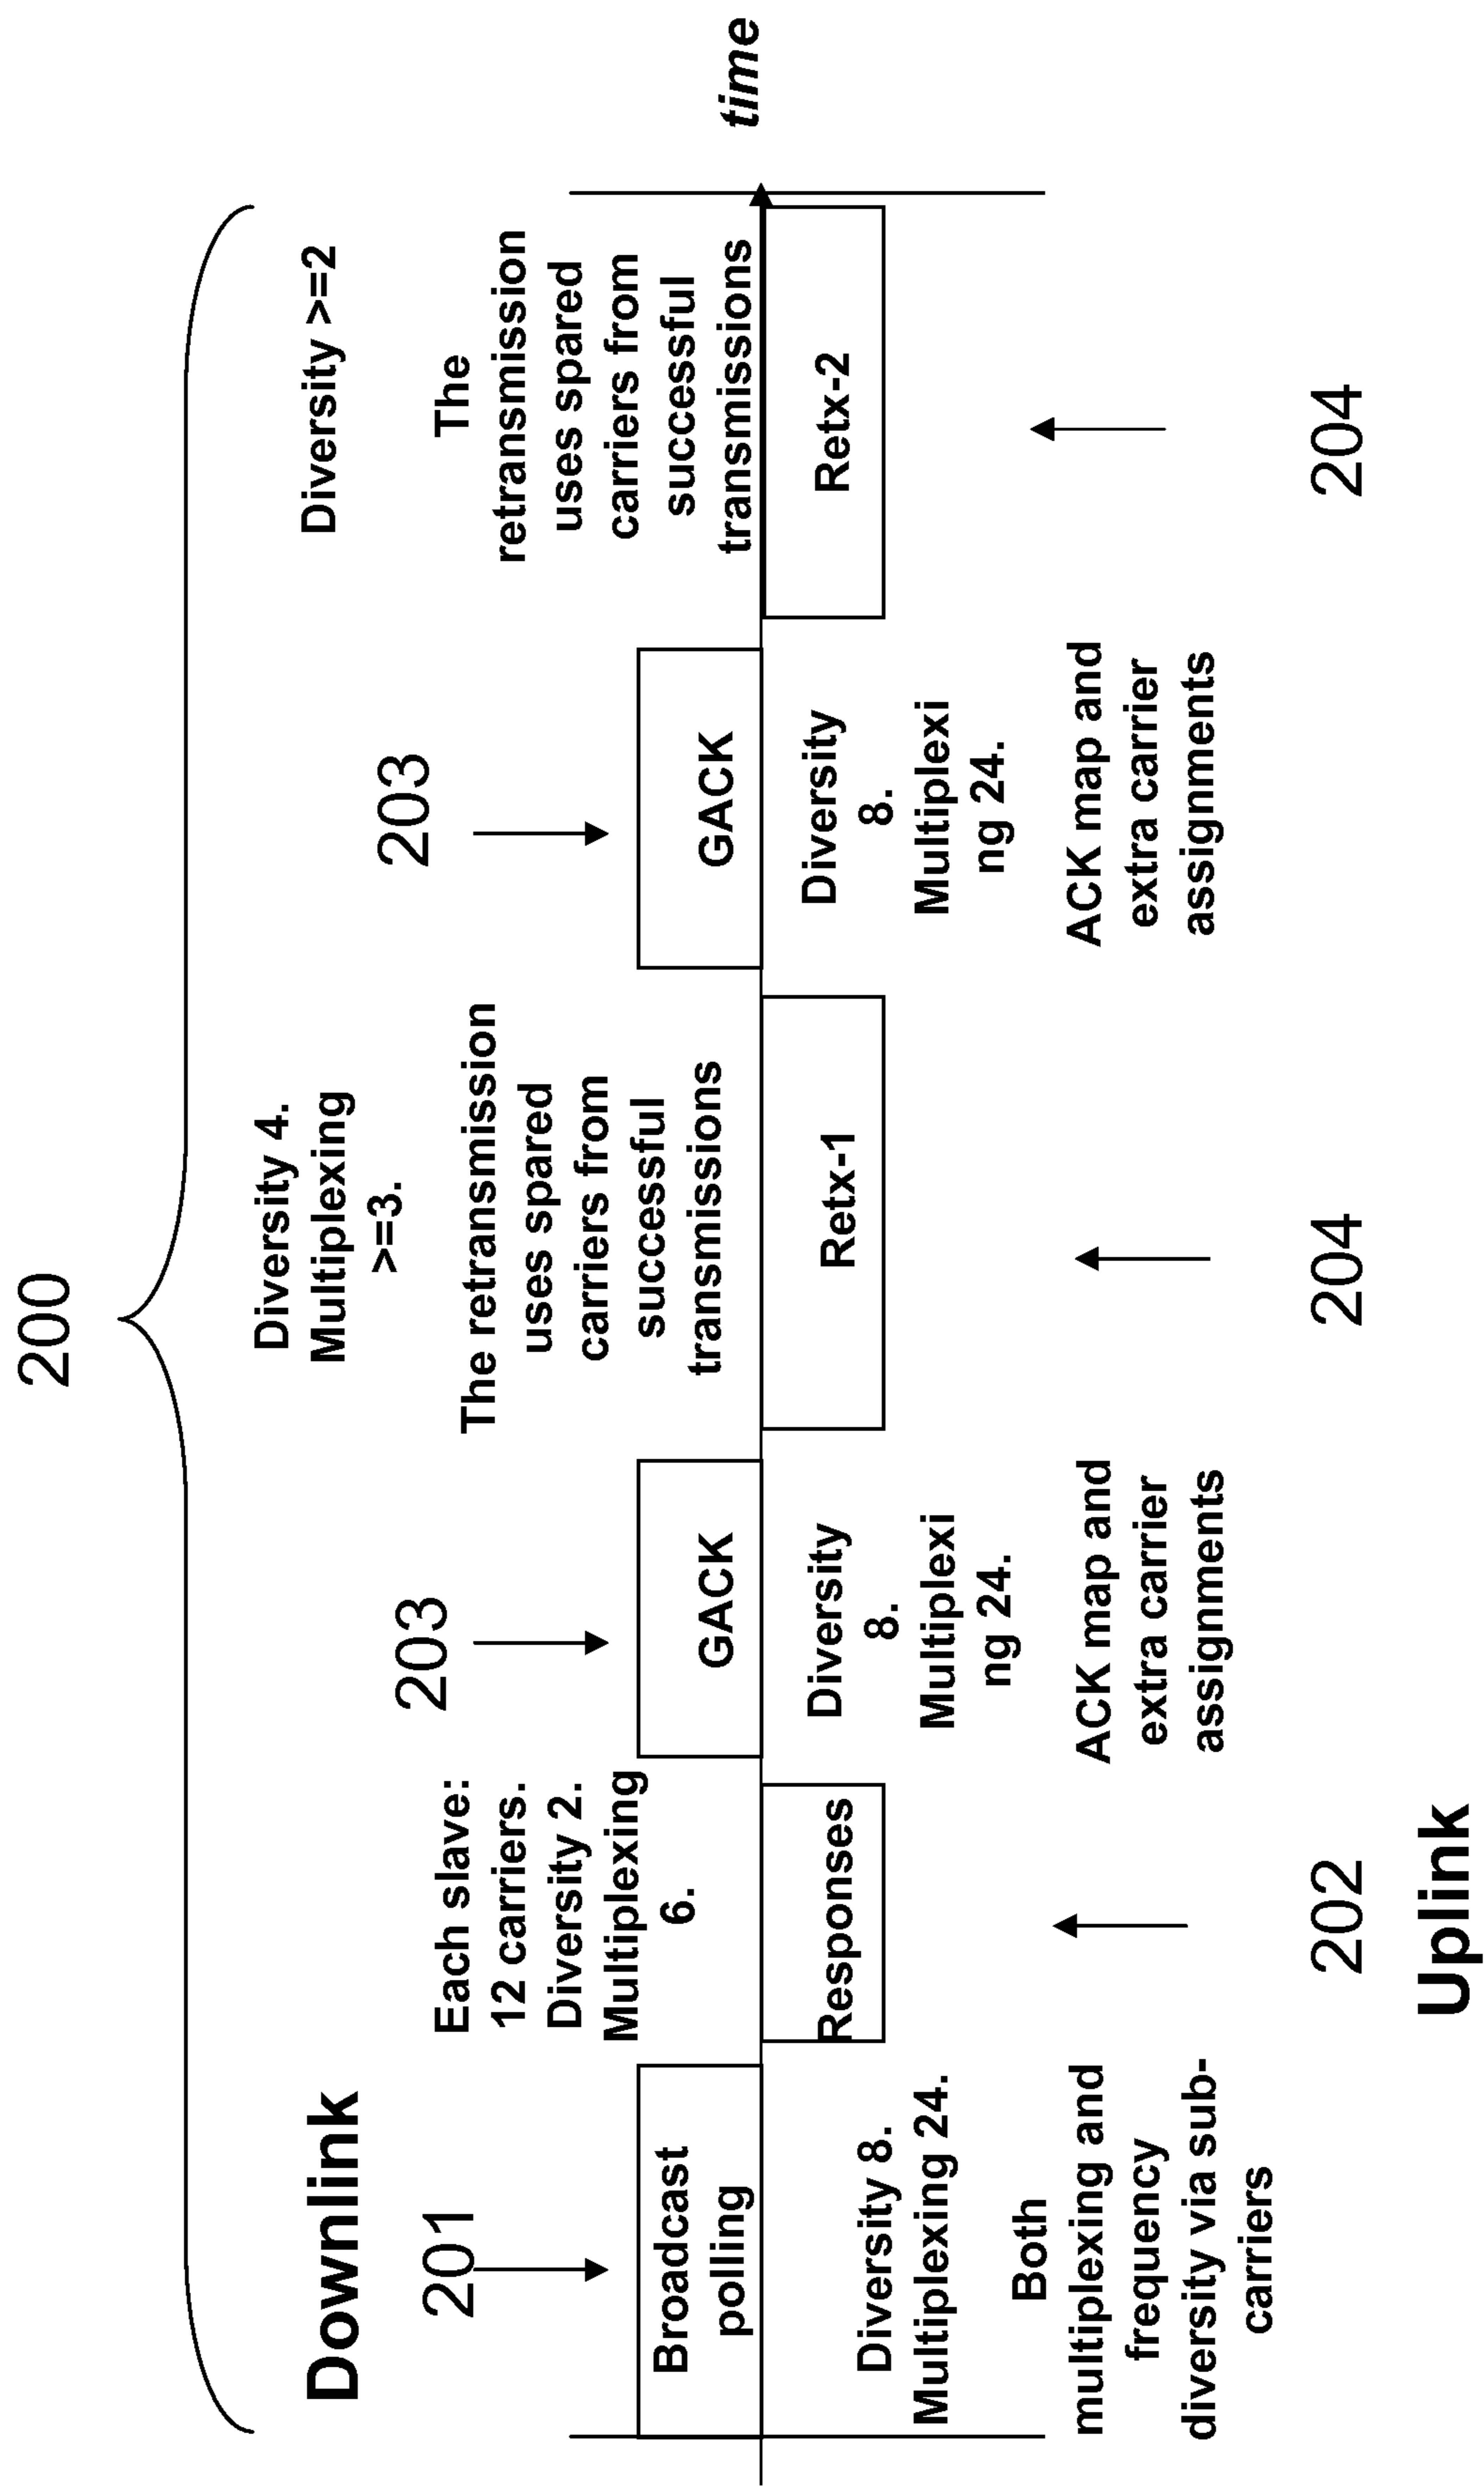 200
Downlink
201
Broadcast
polling
Diversity 8.
Multiplexing 24.
Both
multiplexing and
frequency
diversity via sub-
carriers
Each slave:
12 carriers.
Diversity 2.
Multiplexing
6.
Responses
202
Uplink
203
GACK
Diversity
8.
Multiplexi
ng 24.
ACK map and
extra carrier
assignments
Diversity 4.
Multiplexing
>=3.
The retransmission
uses spared
carriers from
successful
transmissions
Retx-1
204
203
GACK
Diversity
8.
Multiplexi
ng 24.
ACK map and
extra carrier
assignments
Diversity >=2
The
retransmission
uses spared
carriers from
successful
transmissions
Retx-2
204
time